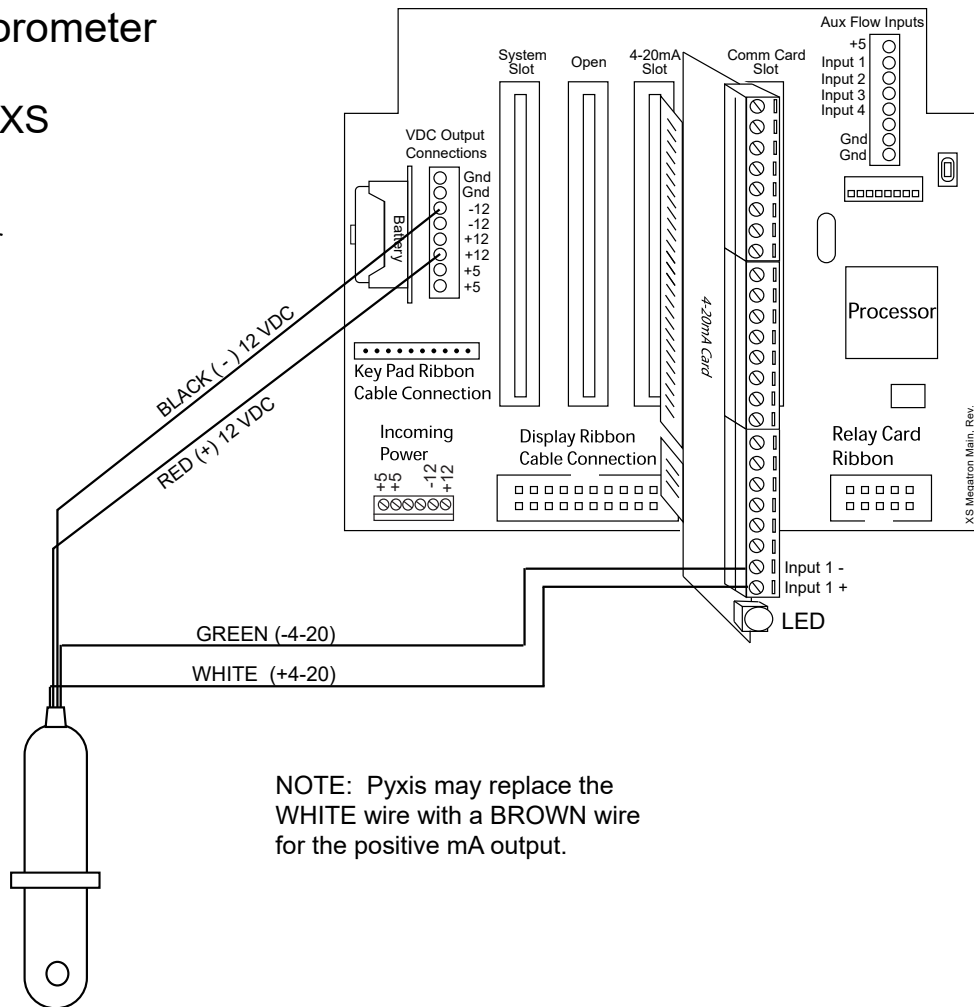 orometer
XS
Aux Flow Inputs
+5
Input 1
Input 2
Input 3
Input 4
Gnd
Gnd
System
Slot
Open
4-20mA
Slot
Comm Card
Slot
VDC Output
Connections
Gnd
Gnd
-12
-12
+12
+12
+5
+5
Battery
4-20mA Card
Processor
BLACK ( - ) 12 VDC
RED (+) 12 VDC
Key Pad Ribbon
Cable Connection
Incoming
Power
+5
+5
-12
+12
Display Ribbon
Cable Connection
Relay Card
Ribbon
XS Megatron Main, Rev.
Input 1 -
Input 1 +
LED
GREEN (-4-20)
WHITE (+4-20)
NOTE: Pyxis may replace the
WHITE wire with a BROWN wire
for the positive mA output.